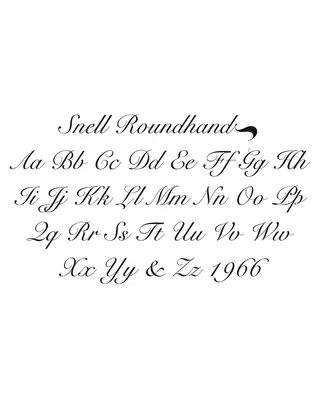 Snell Roundhand
Aa Bb Cc Dd Ee Ff Gg Hh
Ii Jj Kk Ll Mm Nn Oo Pp
Qq Rr Ss Tt Uu Vv Ww
Xx Yy & Zz 1966